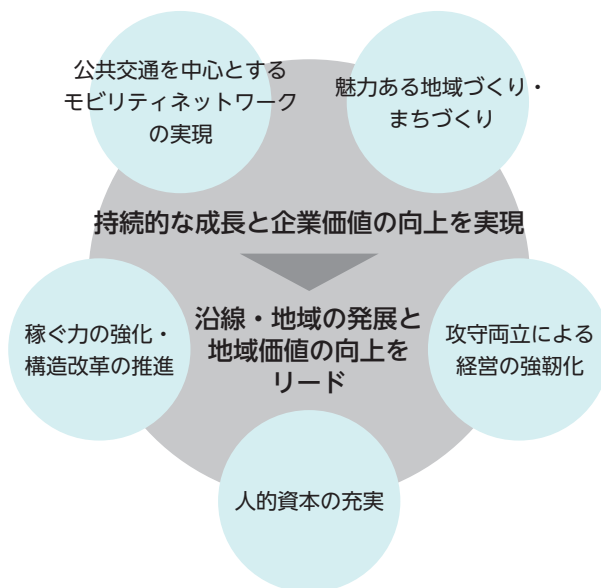 公共交通を中心とする
モビリティネットワーク
の実現
魅力ある地域づくり・
まちづくり
持続的な成長と企業価値の向上を実現
沿線・地域の発展と
地域価値の向上を
リード
稼ぐ力の強化・
構造改革の推進
攻守両立による
経営の強靭化
人的資本の充実